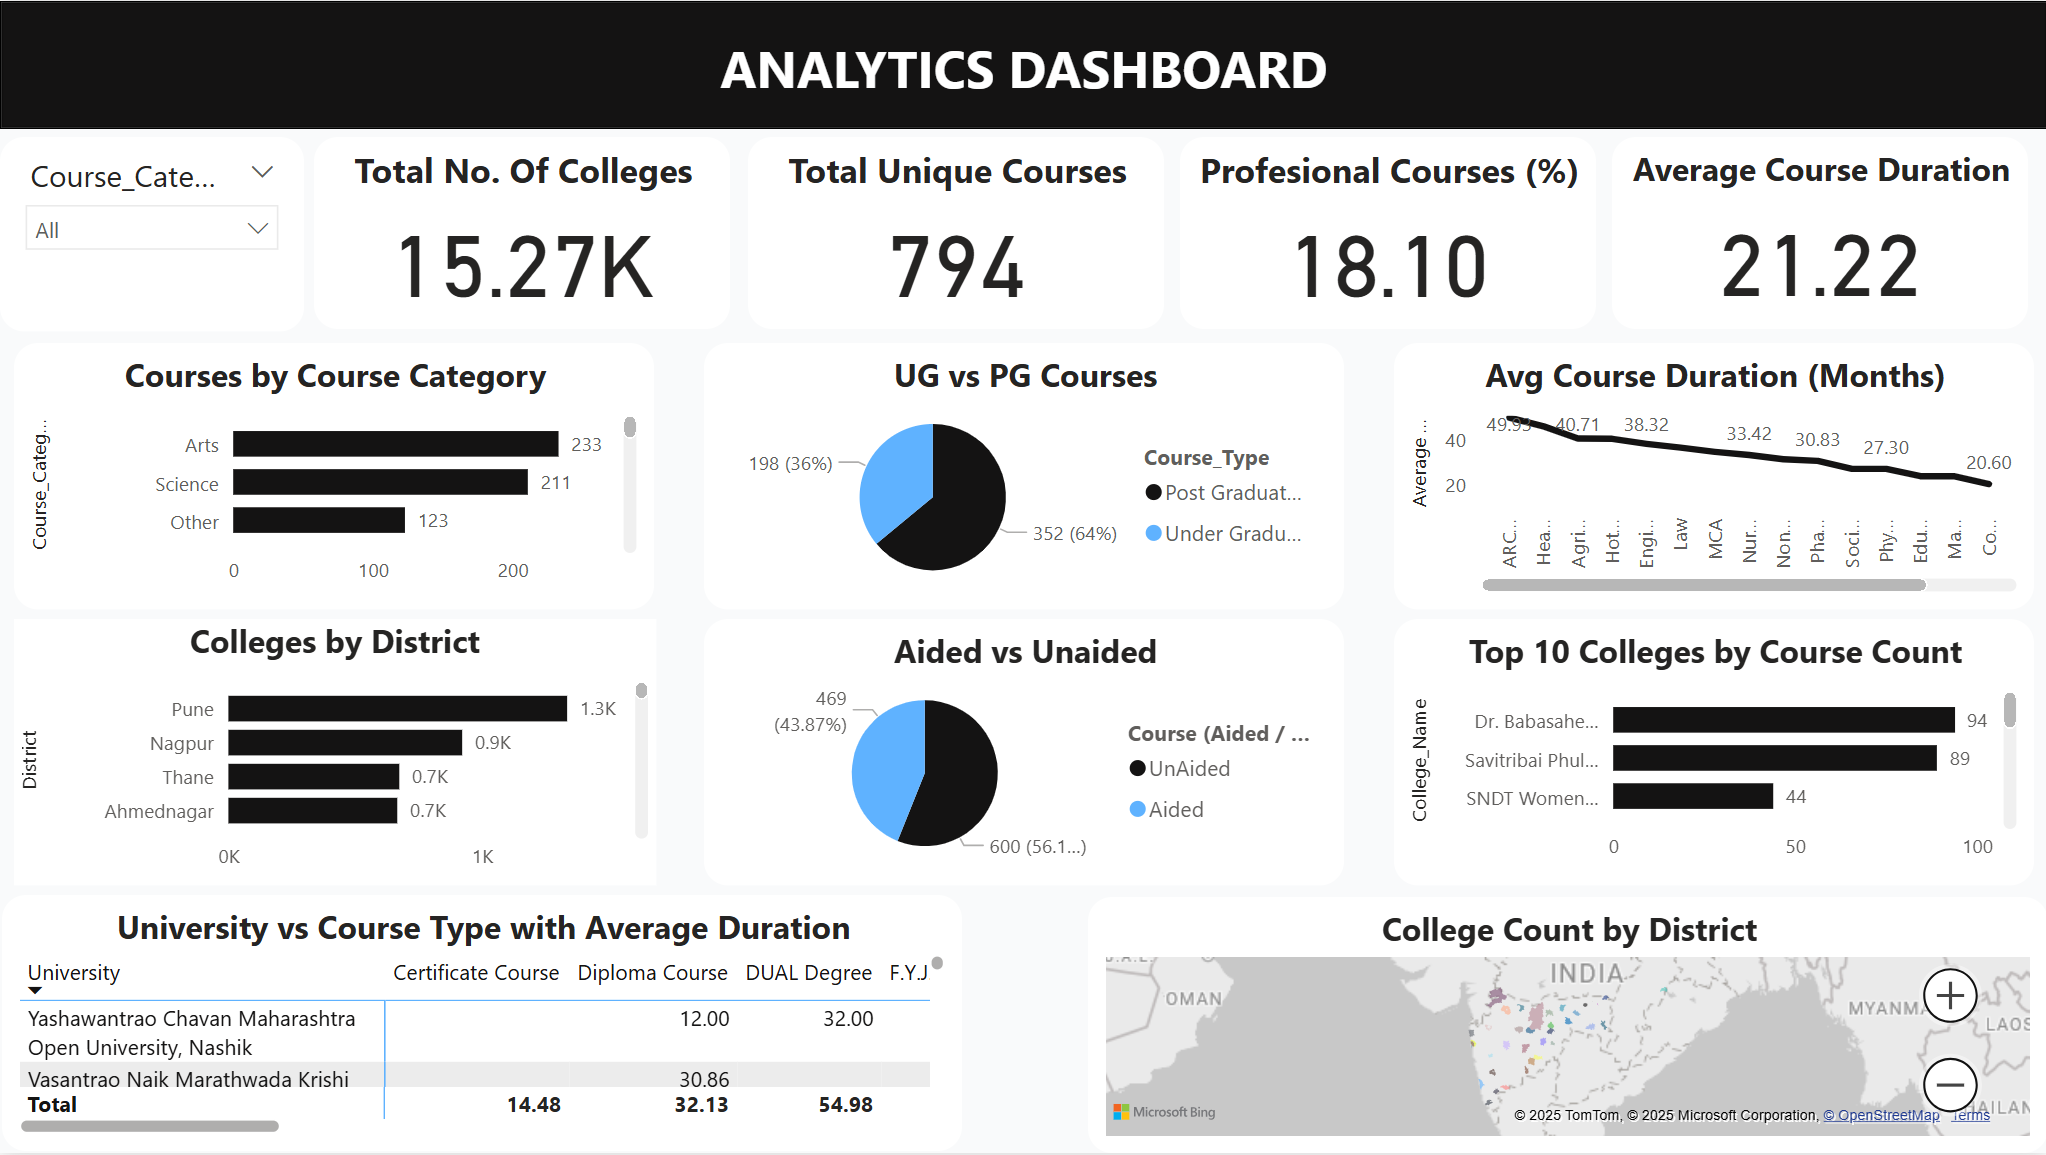 ANALYTICS DASHBOARD
Course_Cate...
All
Total No. Of Colleges
15.27K
Total Unique Courses
794
Profesional Courses (%)
18.10
Average Course Duration
21.22
Courses by Course Category
Course_Categ...
Arts
233
Science
211
Other
123
0
100
200
UG vs PG Courses
198 (36%)
352 (64%)
Course_Type
Post Graduat...
Under Gradu...
Avg Course Duration (Months)
Average ...
40
20
49.93
40.71
38.32
33.42
30.83
27.30
20.60
ARC...
Hea...
Agri...
Hot...
Engi...
Law
MCA
Nur...
Non...
Pha...
Soci...
Phy...
Edu...
Ma...
Co...
Colleges by District
District
Pune
1.3K
Nagpur
0.9K
Thane
0.7K
Ahmednagar
0.7K
0K
1K
Aided vs Unaided
469
(43.87%)
600 (56.1...)
Course (Aided / ...
UnAided
Aided
Top 10 Colleges by Course Count
College_Name
Dr. Babasahe...
94
Savitribai Phul...
89
SNDT Women...
44
0
50
100
University vs Course Type with Average Duration
University
Certificate Course
Diploma Course
DUAL Degree
F.Y.J
Yashawantrao Chavan Maharashtra
Open University, Nashik
12.00
32.00
Vasantrao Naik Marathwada Krishi
30.86
Total
14.48
32.13
54.98
College Count by District
INDIA
OMAN
MYANM
LAOS
AILAN
Microsoft Bing
© 2025 TomTom, © 2025 Microsoft Corporation, © OpenStreetMap Terms